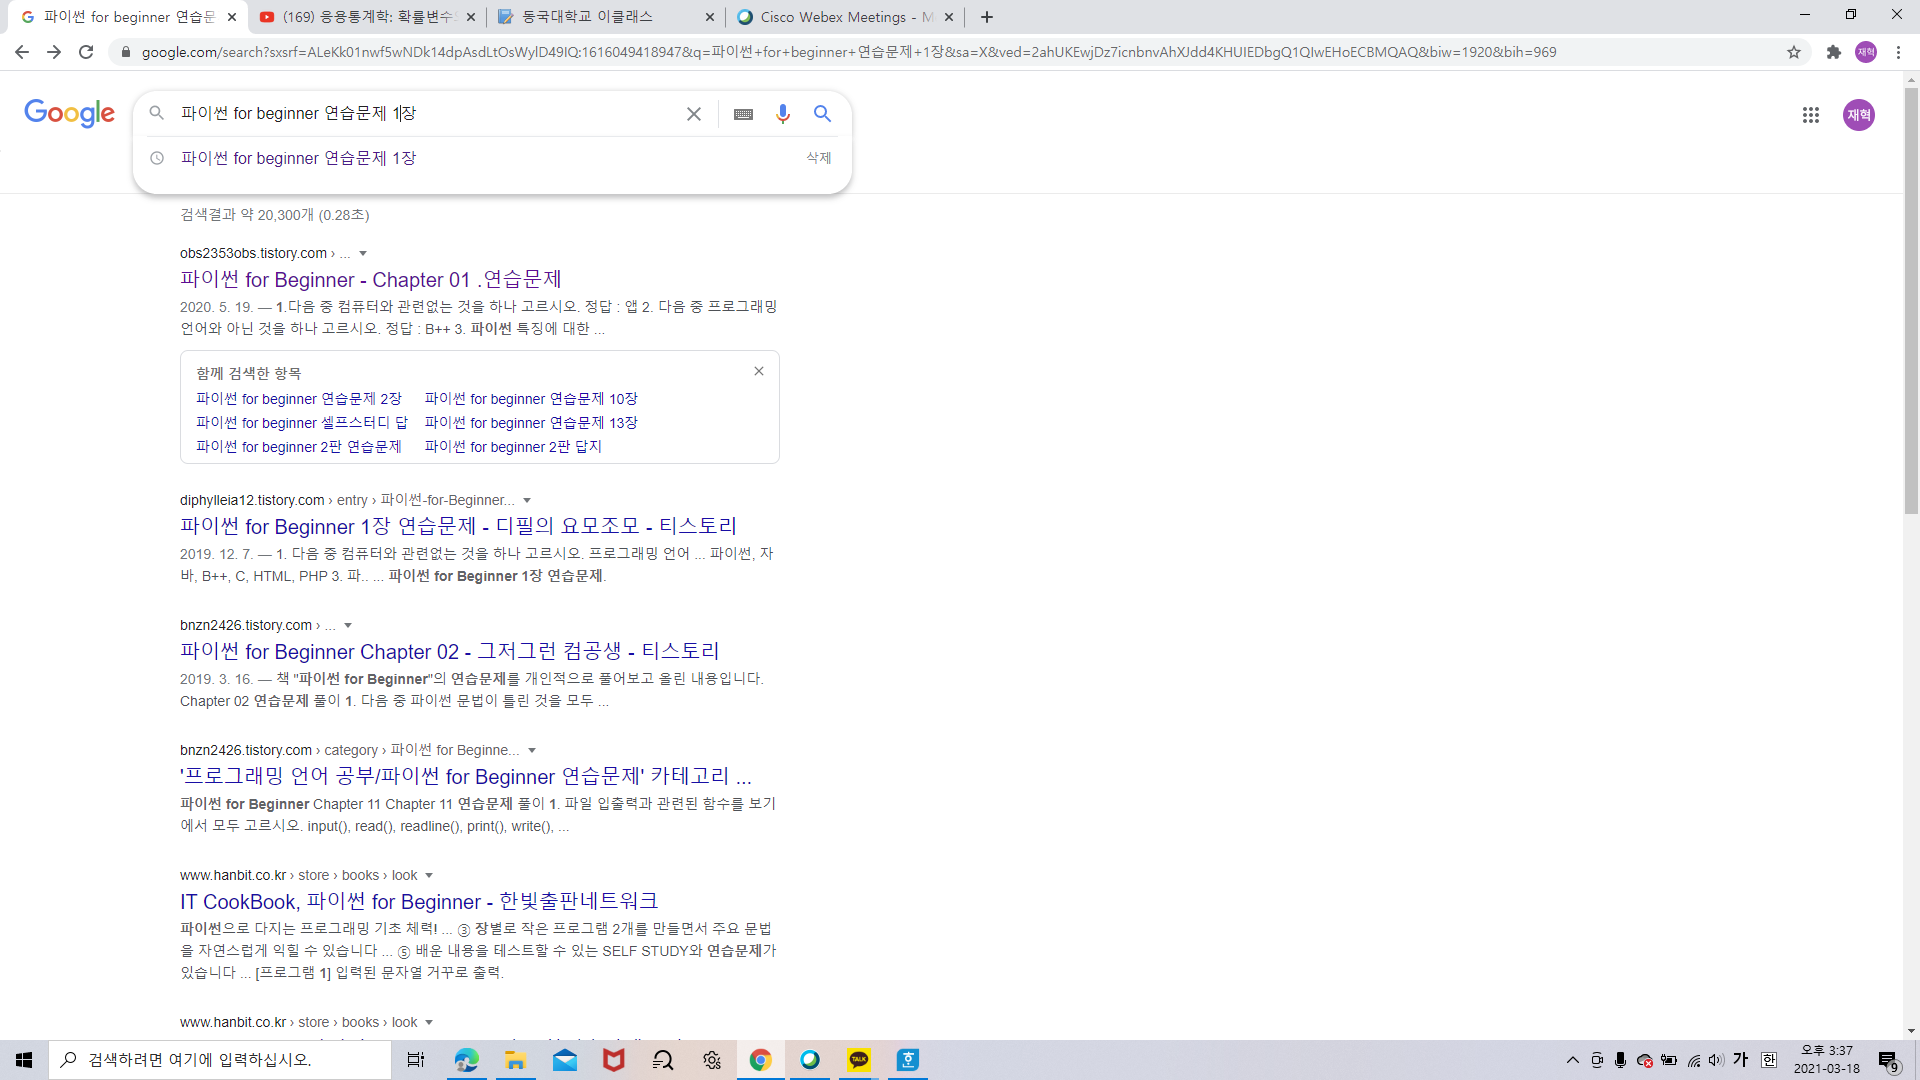 파이썬 for beginner 연습문
(169) 응용통계학: 확률변수
동국대학교 이클래스
Cisco Webex Meetings - M
google.com/search?sxsrf=ALeKk01nwf5wNDk14dpAsdLtOsWylD49IQ:1616049418947&q=파이썬+for+beginner+연습문제+1장&sa=X&ved=2ahUKEwjDz7icnbnvAhXJdd4KHUIEDbgQ1QIwEHoECBMQAQ&biw=1920&bih=969
재혁
Google
파이썬 for beginner 연습문제 1장
재혁
파이썬 for beginner 연습문제 1장
삭제
검색결과 약 20,300개 (0.28초)
obs2353obs.tistory.com › ...
파이썬 for Beginner - Chapter 01 .연습문제
2020. 5. 19. — 1.다음 중 컴퓨터와 관련없는 것을 하나 고르시오. 정답 : 앱 2. 다음 중 프로그래밍
언어와 아닌 것을 하나 고르시오. 정답 : B++ 3. 파이썬 특징에 대한 ...
함께 검색한 항목
파이썬 for beginner 연습문제 2장 파이썬 for beginner 연습문제 10장
파이썬 for beginner 셀프스터디 답 파이썬 for beginner 연습문제 13장
파이썬 for beginner 2판 연습문제 파이썬 for beginner 2판 답지
diphylleia12.tistory.com › entry › 파이썬-for-Beginner...
파이썬 for Beginner 1장 연습문제 - 디필의 요모조모 - 티스토리
2019. 12. 7. — 1. 다음 중 컴퓨터와 관련없는 것을 하나 고르시오. 프로그래밍 언어 ... 파이썬, 자
바, B++, C, HTML, PHP 3. 파.. ... 파이썬 for Beginner 1장 연습문제.
bnzn2426.tistory.com › ...
파이썬 for Beginner Chapter 02 - 그저그런 컴공생 - 티스토리
2019. 3. 16. — 책 "파이썬 for Beginner"의 연습문제를 개인적으로 풀어보고 올린 내용입니다.
Chapter 02 연습문제 풀이 1. 다음 중 파이썬 문법이 틀린 것을 모두 ...
bnzn2426.tistory.com › category › 파이썬 for Beginne...
'프로그래밍 언어 공부/파이썬 for Beginner 연습문제' 카테고리 ...
파이썬 for Beginner Chapter 11 Chapter 11 연습문제 풀이 1. 파일 입출력과 관련된 함수를 보기
에서 모두 고르시오. input(), read(), readline(), print(), write(), ...
www.hanbit.co.kr › store › books › look
IT CookBook, 파이썬 for Beginner - 한빛출판네트워크
파이썬으로 다지는 프로그래밍 기초 체력! ... ③ 장별로 작은 프로그램 2개를 만들면서 주요 문법
을 자연스럽게 익힐 수 있습니다 ... ⑤ 배운 내용을 테스트할 수 있는 SELF STUDY와 연습문제가
있습니다 ... [프로그램 1] 입력된 문자열 거꾸로 출력.
www.hanbit.co.kr › store › books › look
검색하려면 여기에 입력하십시오.
TALK
가
한
오후 3:37
2021-03-18
9